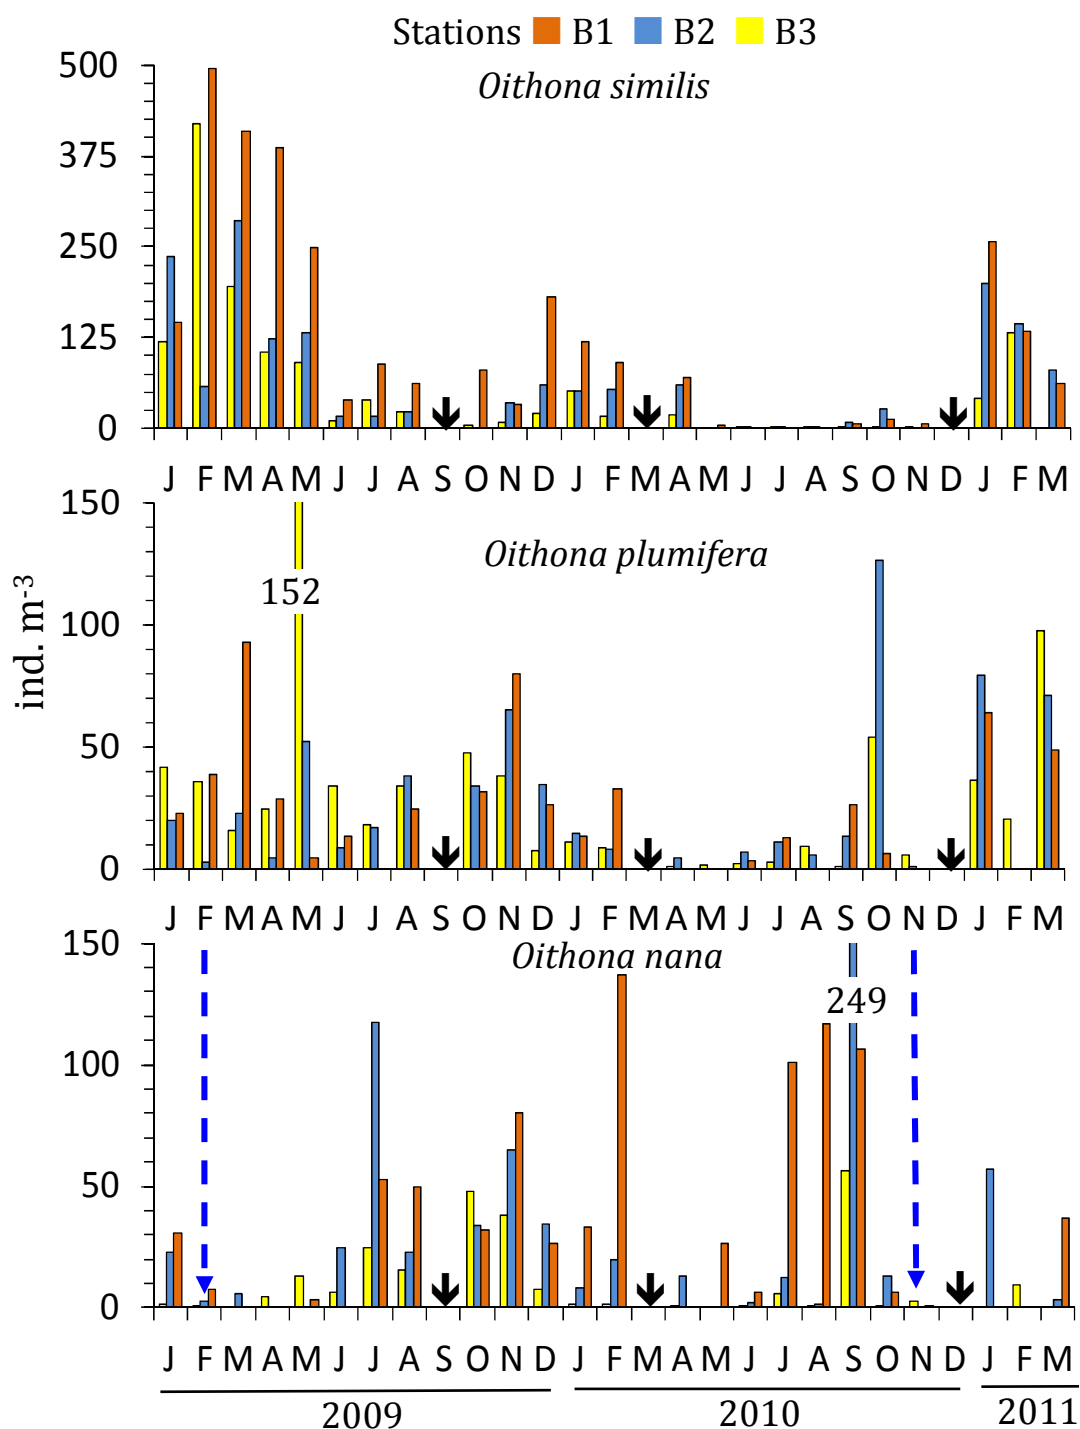 Stations B1 B2 B3
Oithona similis
500
375
250
125
0
J F M A M J J A S O N D J F M A M J J A S O N D J F M
ind. m-3
Oithona plumifera
150
152
100
50
0
J F M A M J J A S O N D J F M A M J J A S O N D J F M
Oithona nana
150
249
100
50
0
J F M A M J J A S O N D J F M A M J J A S O N D J F M
2009 2010 2011